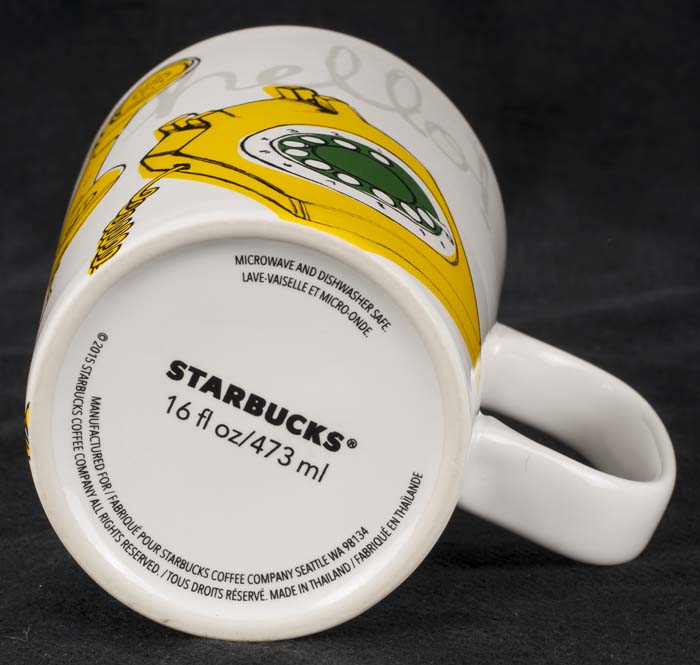 hello
MICROWAVE AND DISHWASHER SAFE.
LAVE-VAISELLE ET MICRO-ONDE.
STARBUCKS®
16 fl oz/473 ml
©2015 STARBUCKS COFFEE COMPANY ALL RIGHTS RESERVED. / TOUS DROITS RÉSERVÉ. MADE IN THAILAND / FABRIQUÉ EN THAÏLANDE
MANUFACTURED FOR / FABRIQUÉ POUR STARBUCKS COFFEE COMPANY SEATTLE WA 98134